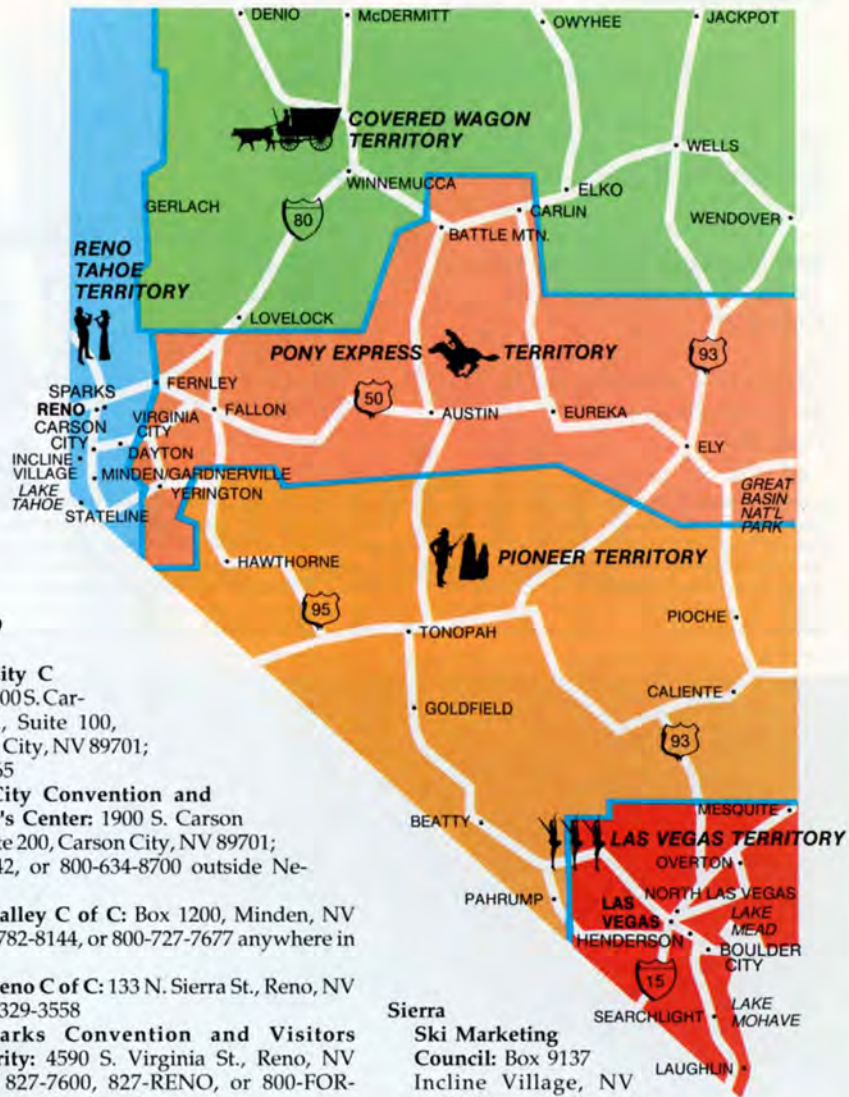 DENIO
McDERMITT
OWYHEE
JACKPOT
COVERED WAGON
TERRITORY
WELLS
WINNEMUCCA
ELKO
GERLACH
80
CARLIN
WENDOVER
BATTLE MTN.
RENO
TAHOE
TERRITORY
LOVELOCK
PONY EXPRESS TERRITORY
93
SPARKS
FERNLEY
RENO
FALLON
50
AUSTIN
EUREKA
CARSON
CITY
VIRGINIA
CITY
DAYTON
ELY
INCLINE
VILLAGE
MINDEN/GARDNERVILLE
LAKE
TAHOE
YERINGTON
STATELINE
GREAT
BASIN
NAT'L
PARK
HAWTHORNE
PIONEER TERRITORY
95
TONOPAH
PIOCHE
GOLDFIELD
CALIENTE
93
BEATTY
MESQUITE
LAS VEGAS TERRITORY
OVERTON
PAHRUMP
NORTH LAS VEGAS
LAS
VEGAS
LAKE
MEAD
HENDERSON
BOULDER
CITY
15
SEARCHLIGHT
LAKE
MOHAVE
LAUGHLIN
ity C
00 S. Car-
, Suite 100,
City, NV 89701;
65
City Convention and
's Center: 1900 S. Carson
te 200, Carson City, NV 89701;
42, or 800-634-8700 outside Ne-
alley C of C: Box 1200, Minden, NV
782-8144, or 800-727-7677 anywhere in
eno C of C: 133 N. Sierra St., Reno, NV
329-3558
arks Convention and Visitors
rity: 4590 S. Virginia St., Reno, NV
827-7600, 827-RENO, or 800-FOR-
Sierra
Ski Marketing
Council: Box 9137
Incline Village, NV